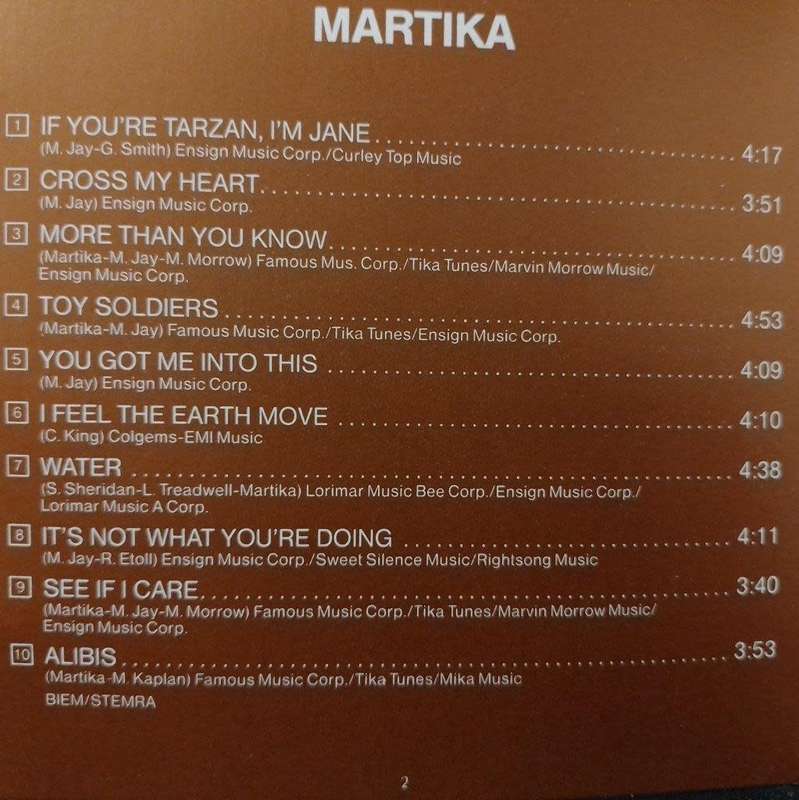 MARTIKA
1 IF YOU'RE TARZAN, I'M JANE 4:17
(M. Jay-G. Smith) Ensign Music Corp./Curley Top Music
2 CROSS MY HEART 3:51
(M. Jay) Ensign Music Corp.
3 MORE THAN YOU KNOW 4:09
(Martika-M. Jay-M. Morrow) Famous Mus. Corp./Tika Tunes/Marvin Morrow Music/
Ensign Music Corp.
4 TOY SOLDIERS 4:53
(Martika-M. Jay) Famous Music Corp./Tika Tunes/Ensign Music Corp.
5 YOU GOT ME INTO THIS 4:09
(M. Jay) Ensign Music Corp.
6 I FEEL THE EARTH MOVE 4:10
(C. King) Colgems-EMI Music
7 WATER 4:38
(S. Sheridan-L. Treadwell-Martika) Lorimar Music Bee Corp./Ensign Music Corp./
Lorimar Music A Corp.
8 IT'S NOT WHAT YOU'RE DOING 4:11
(M. Jay-R. Etoll) Ensign Music Corp./Sweet Silence Music/Rightsong Music
9 SEE IF I CARE 3:40
(Martika-M. Jay-M. Morrow) Famous Music Corp./Tika Tunes/Marvin Morrow Music/
Ensign Music Corp.
10 ALIBIS 3:53
(Martika-M. Kaplan) Famous Music Corp./Tika Tunes/Mika Music
BIEM/STEMRA
2